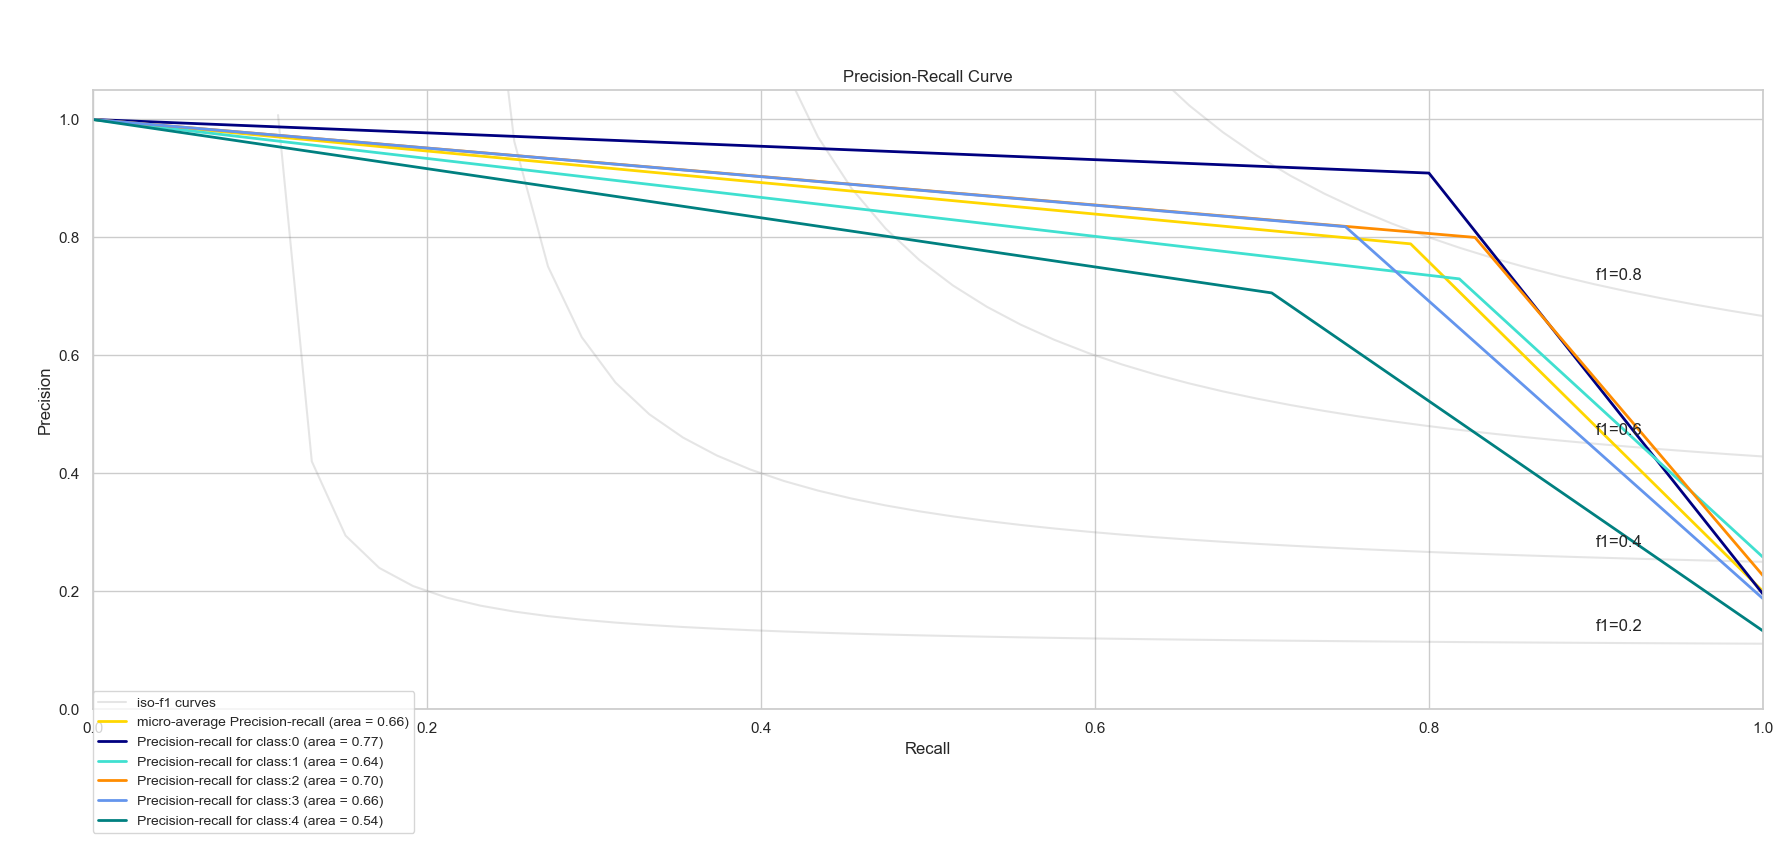 Precision-Recall Curve
1.0
0.8
0.6
0.4
0.2
0.0
Precision
f1=0.8
f1=0.6
f1=0.4
f1=0.2
0.0 0.2 0.4 0.6 0.8 1.0
Recall
iso-f1 curves
micro-average Precision-recall (area = 0.66)
Precision-recall for class:0 (area = 0.77)
Precision-recall for class:1 (area = 0.64)
Precision-recall for class:2 (area = 0.70)
Precision-recall for class:3 (area = 0.66)
Precision-recall for class:4 (area = 0.54)